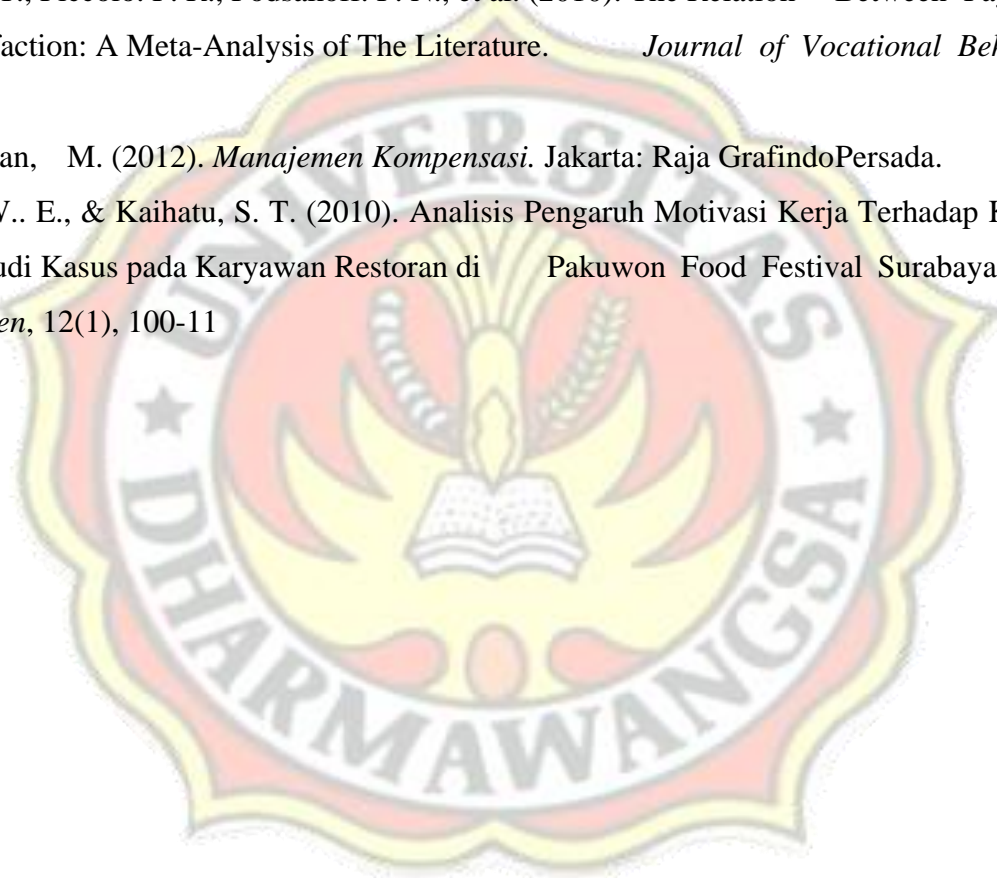 faction: A Meta-Analysis of The Literature. Journal of Vocational Beh
an, M. (2012). Manajemen Kompensasi. Jakarta: Raja GrafindoPersada.
V.. E., & Kaihatu, S. T. (2010). Analisis Pengaruh Motivasi Kerja Terhadap K
udi Kasus pada Karyawan Restoran di Pakuwon Food Festival Surabaya
en, 12(1), 100-11
UNIVERSITAS
DHARMAWANGSA